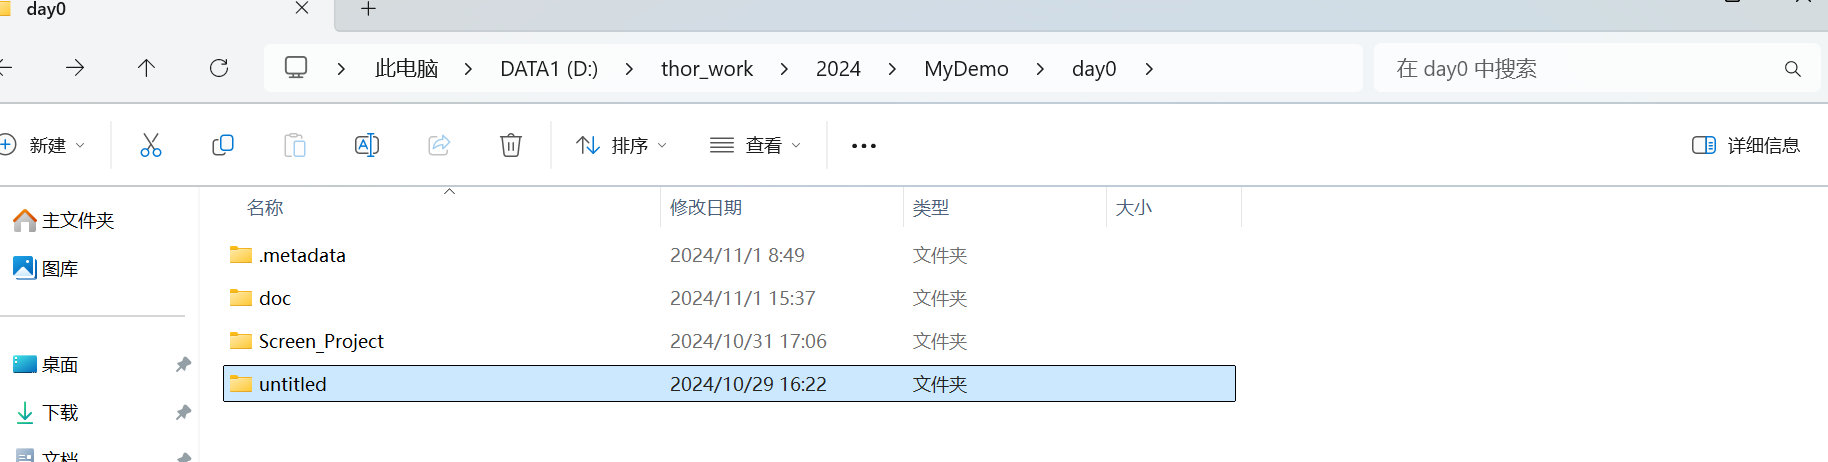 day0
此电脑 > DATA1 (D:) > thor_work > 2024 > MyDemo > day0 >
在 day0 中搜索
新建
排序
查看
详细信息
主文件夹
图库
桌面
下载
文档
名称 修改日期 类型 大小
.metadata 2024/11/1 8:49 文件夹
doc 2024/11/1 15:37 文件夹
Screen_Project 2024/10/31 17:06 文件夹
untitled 2024/10/29 16:22 文件夹